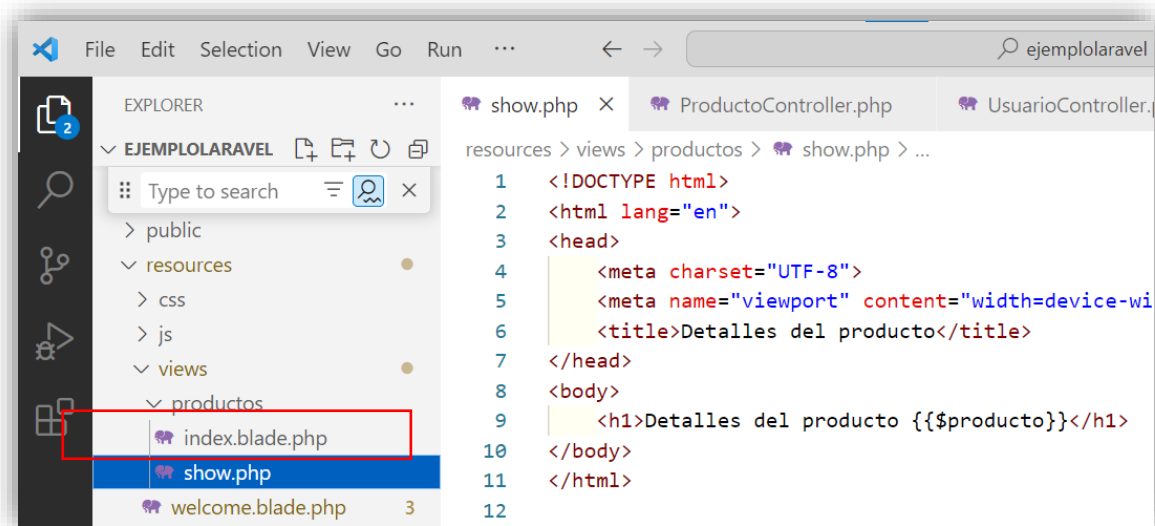 File Edit Selection View Go Run ··· ← → ejemplolaravel
2
EXPLORER ···
EJEMPLOLARAVEL
Type to search
> public
resources
> css
> js
views
productos
index.blade.php
show.php
welcome.blade.php 3
show.php × ProductoController.php UsuarioController.
resources > views > productos > show.php > ...
1 <!DOCTYPE html>
2 <html lang="en">
3 <head>
4 <meta charset="UTF-8">
5 <meta name="viewport" content="width=device-wi
6 <title>Detalles del producto</title>
7 </head>
8 <body>
9 <h1>Detalles del producto {{$producto}}</h1>
10 </body>
11 </html>
12